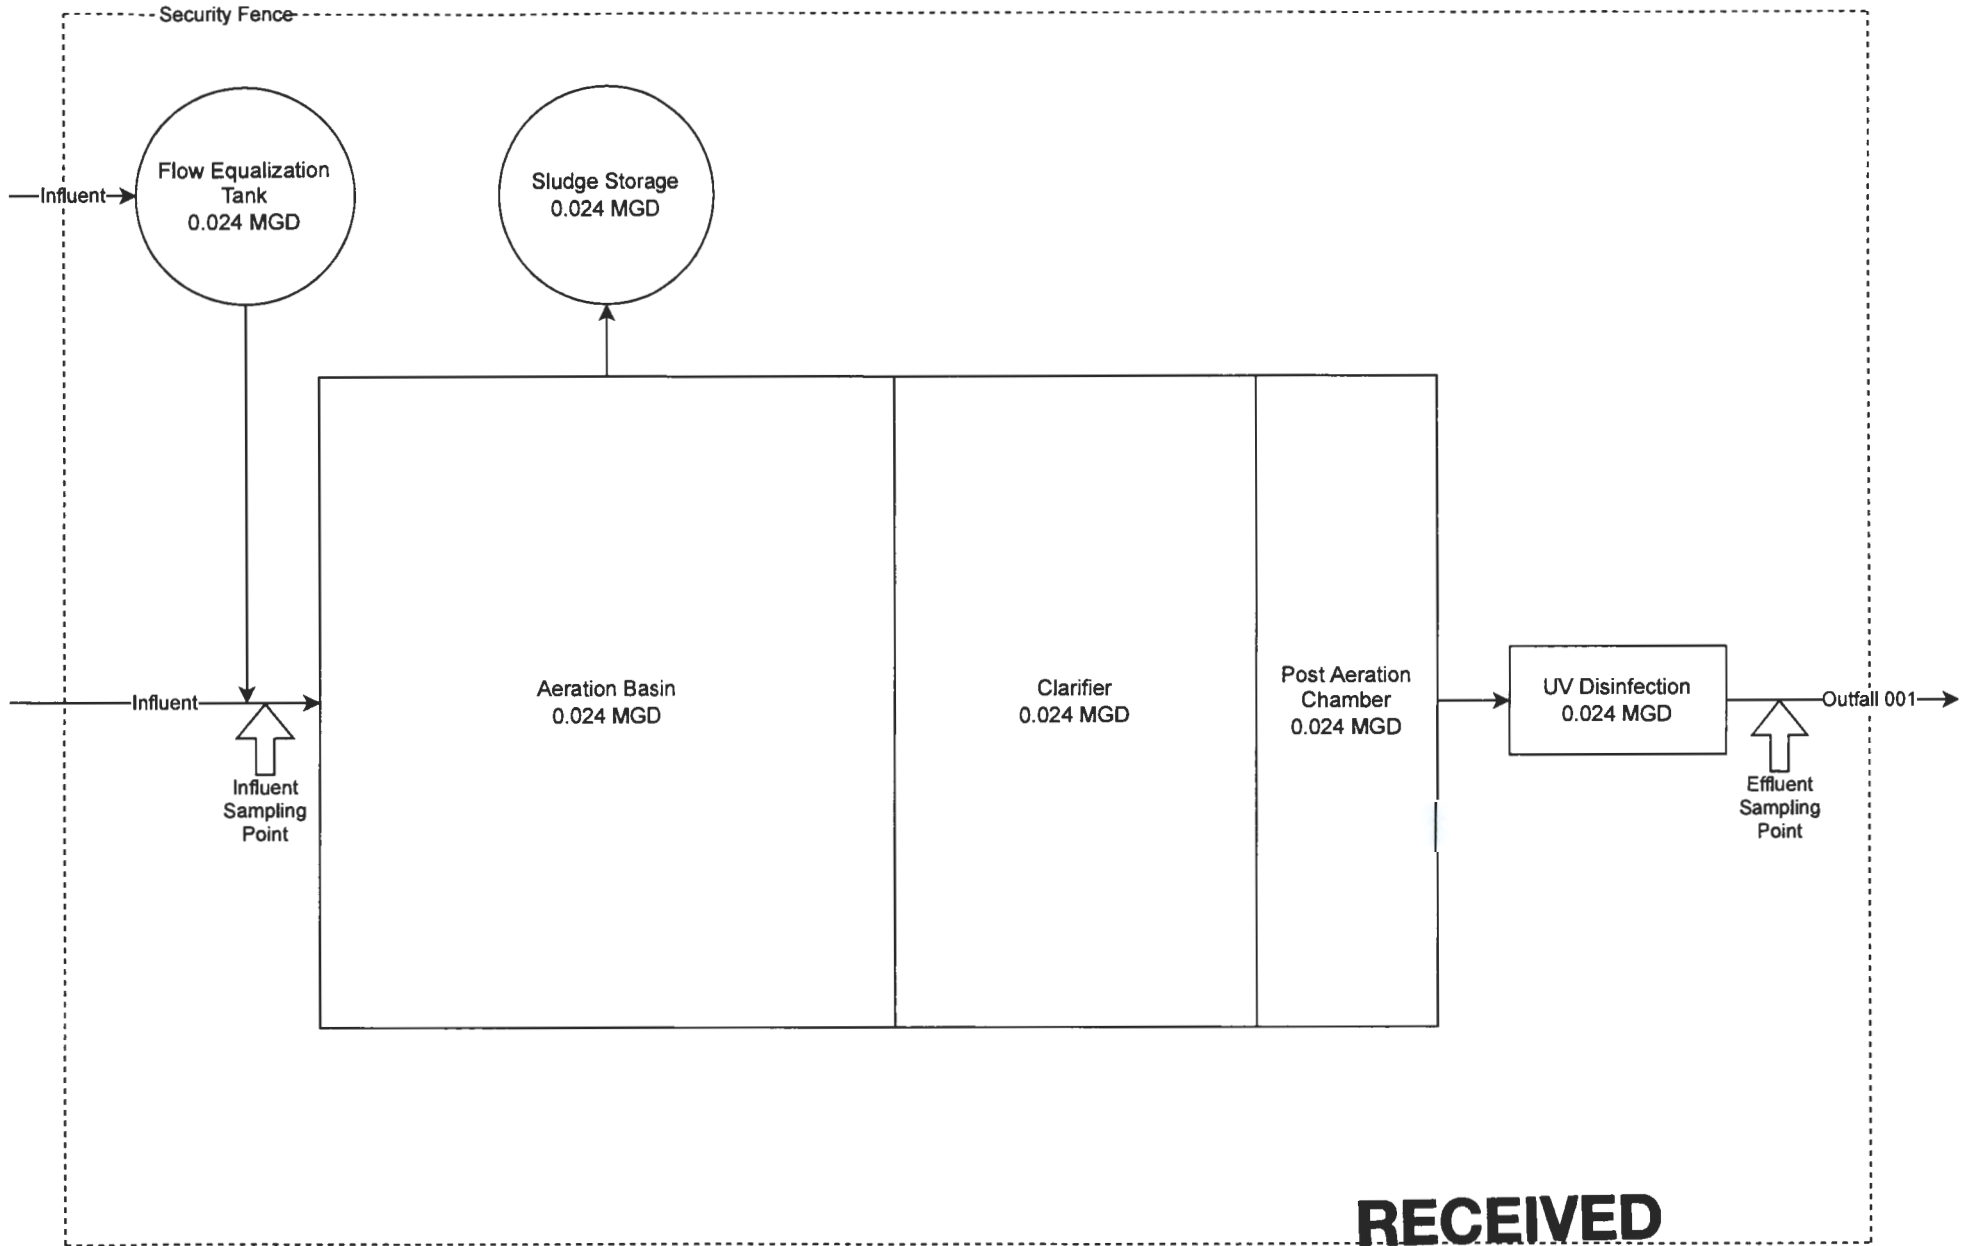 Security Fence
Influent
Flow Equalization
Tank
0.024 MGD
Sludge Storage
0.024 MGD
Influent
Influent
Sampling
Point
Aeration Basin
0.024 MGD
Clarifier
0.024 MGD
Post Aeration
Chamber
0.024 MGD
UV Disinfection
0.024 MGD
Outfall 001
Effluent
Sampling
Point
RECEIVED